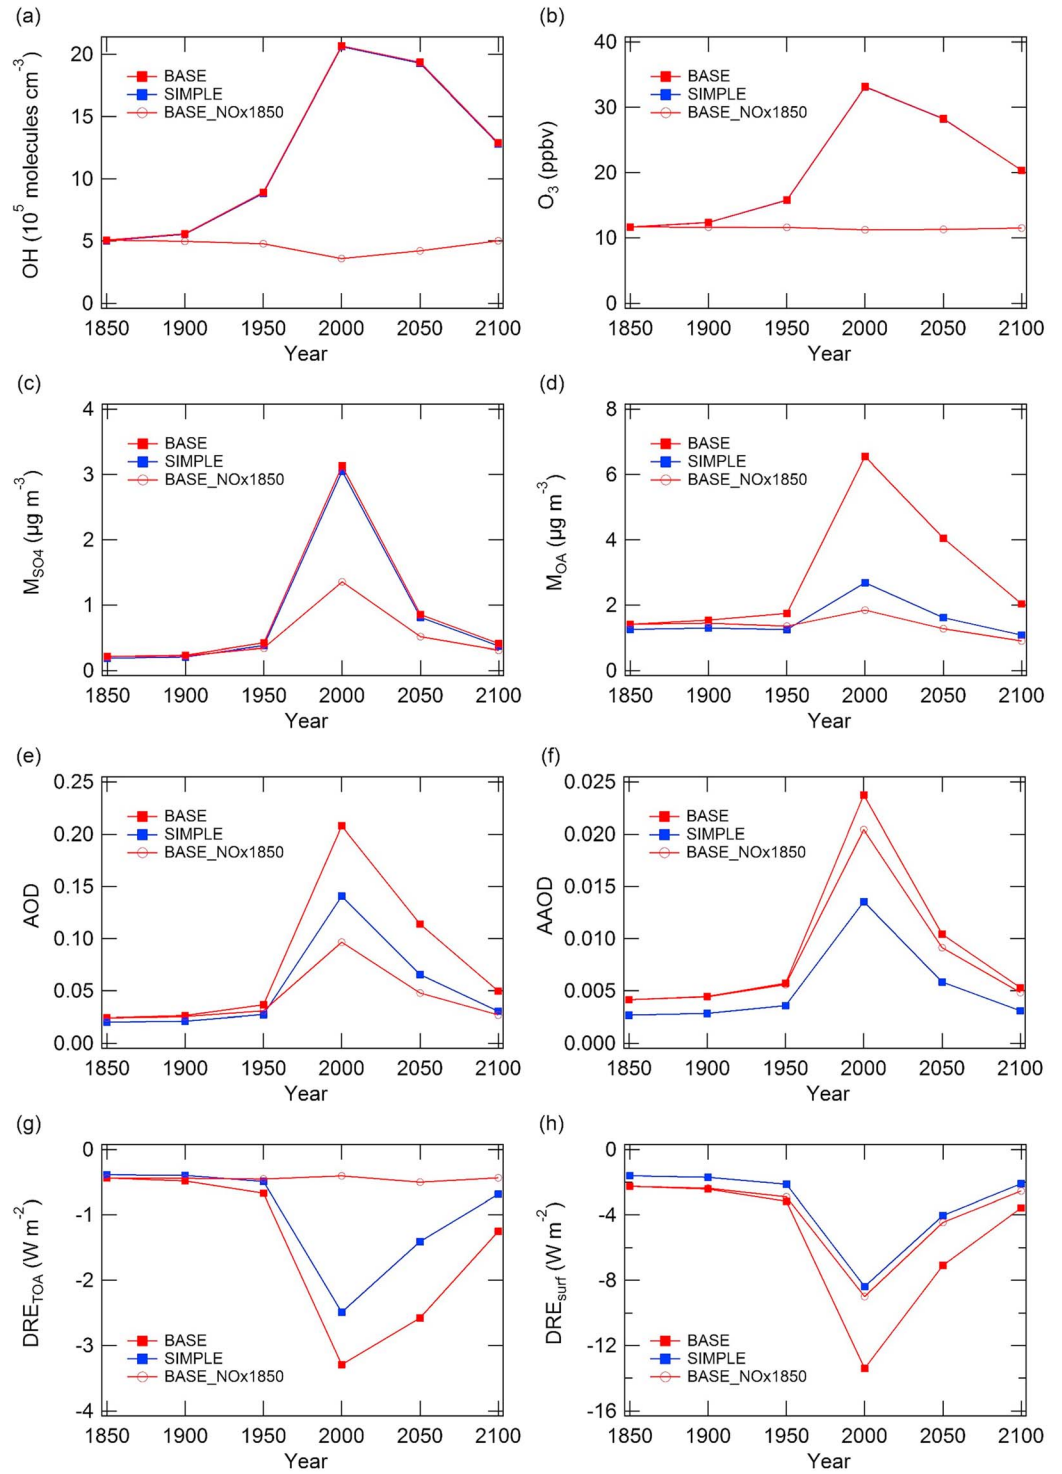 (a)
OH (10^5 molecules cm^-3)
20
15
10
5
0
BASE
SIMPLE
BASE_NOx1850
1850 1900 1950 2000 2050 2100
Year
(b)
O_3 (ppbv)
40
30
20
10
0
BASE
SIMPLE
BASE_NOx1850
1850 1900 1950 2000 2050 2100
Year
(c)
M_SO4 (µg m^-3)
4
3
2
1
0
BASE
SIMPLE
BASE_NOx1850
1850 1900 1950 2000 2050 2100
Year
(d)
M_OA (µg m^-3)
8
6
4
2
0
BASE
SIMPLE
BASE_NOx1850
1850 1900 1950 2000 2050 2100
Year
(e)
AOD
0.25
0.20
0.15
0.10
0.05
0.00
BASE
SIMPLE
BASE_NOx1850
1850 1900 1950 2000 2050 2100
Year
(f)
AAOD
0.025
0.020
0.015
0.010
0.005
0.000
BASE
SIMPLE
BASE_NOx1850
1850 1900 1950 2000 2050 2100
Year
(g)
DRE_TOA (W m^-2)
0
-1
-2
-3
-4
BASE
SIMPLE
BASE_NOx1850
1850 1900 1950 2000 2050 2100
Year
(h)
DRE_surf (W m^-2)
0
-4
-8
-12
-16
BASE
SIMPLE
BASE_NOx1850
1850 1900 1950 2000 2050 2100
Year